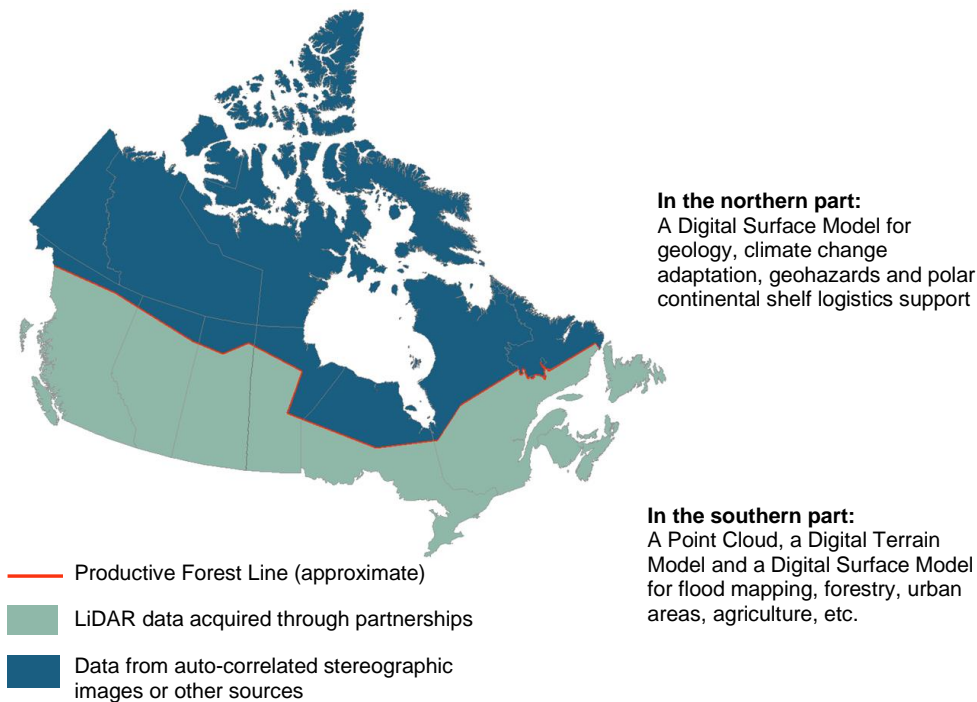 In the northern part:
A Digital Surface Model for
geology, climate change
adaptation, geohazards and polar
continental shelf logistics support
In the southern part:
A Point Cloud, a Digital Terrain
Model and a Digital Surface Model
for flood mapping, forestry, urban
areas, agriculture, etc.
Productive Forest Line (approximate)
LiDAR data acquired through partnerships
Data from auto-correlated stereographic
images or other sources